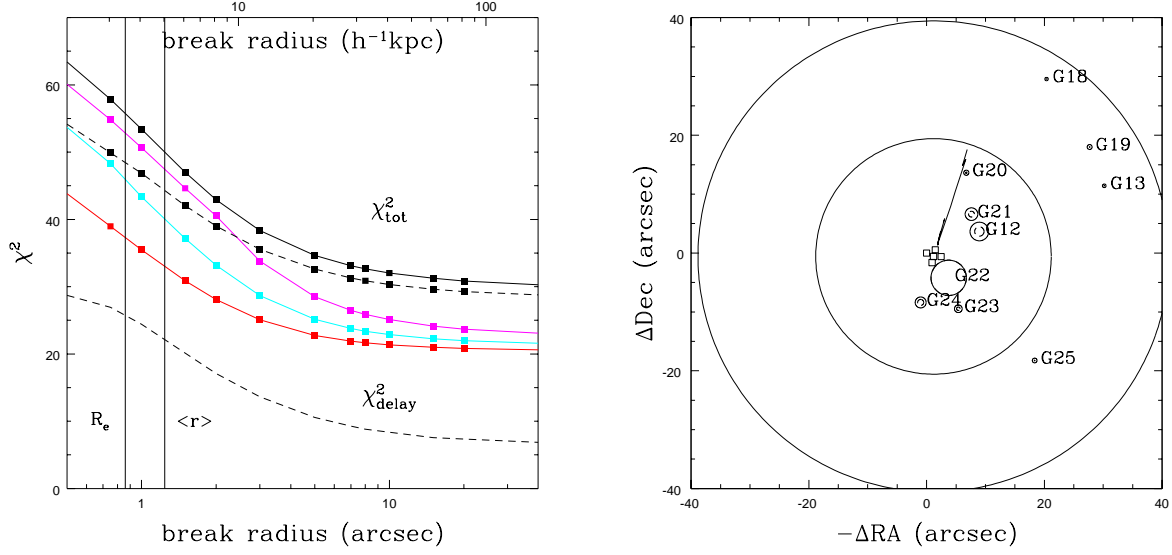 10 100
break radius (h⁻¹kpc)
60
40
20
0
χ²
χ²tot
χ²delay
Rₑ
<r>
1 10
break radius (arcsec)
40
20
0
-20
-40
ΔDec (arcsec)
G18
G19
G13
G20
G21
G12
G22
G24
G23
G25
-40 -20 0 20 40
−ΔRA (arcsec)